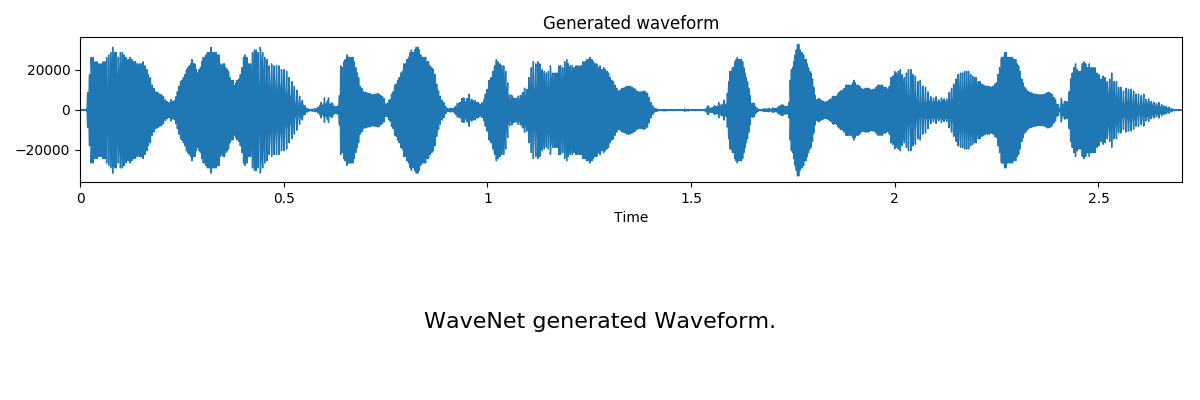 Generated waveform
20000
0
−20000
0 0.5 1 1.5 2 2.5
Time
WaveNet generated Waveform.